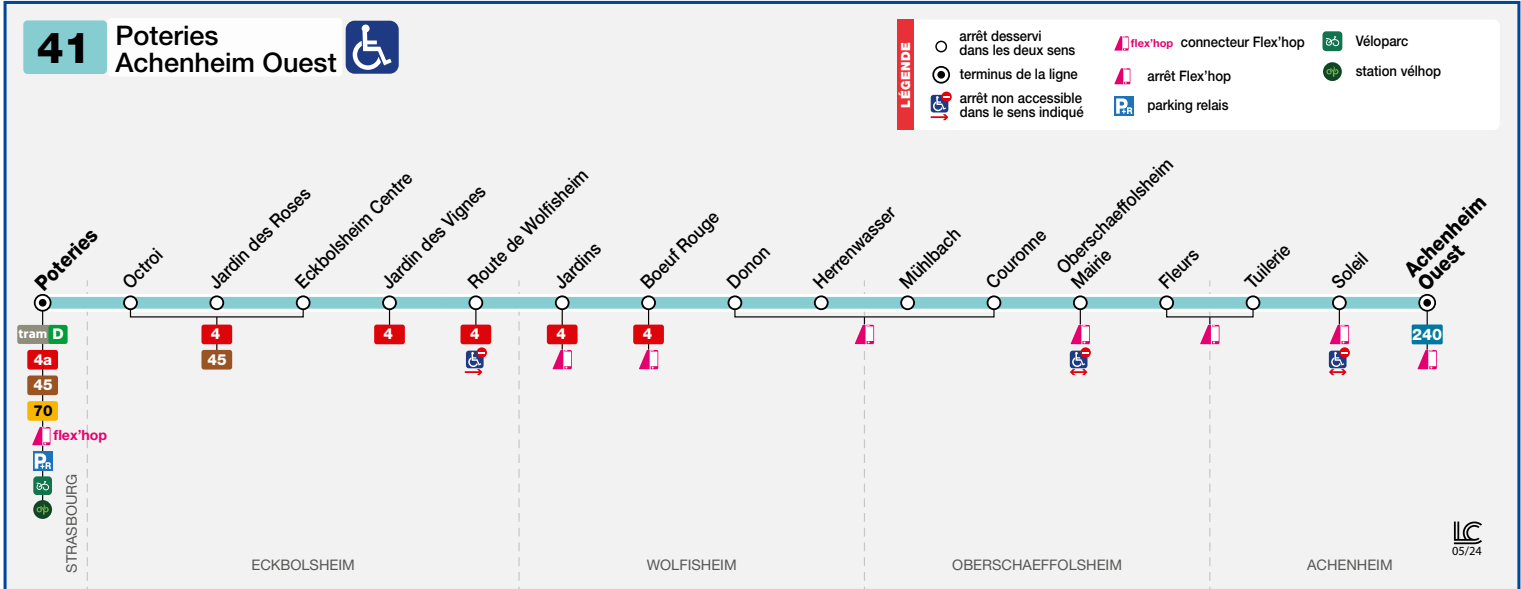 41
Poteries
Achenheim Ouest
LÉGENDE
arrêt desservi
dans les deux sens
terminus de la ligne
arrêt non accessible
dans le sens indiqué
flex'hop connecteur Flex'hop
arrêt Flex'hop
P+R parking relais
Véloparc
station vélhop
Poteries
Octroi
Jardin des Roses
Eckbolsheim Centre
Jardin des Vignes
Route de Wolfisheim
Jardins
Boeuf Rouge
Donon
Herrenwasser
Mühlbach
Couronne
Oberschaeffolsheim
Mairie
Fleurs
Tuilerie
Soleil
Achenheim
Ouest
tram D
4a
45
70
flex'hop
P+R
4
45
4
4
4
4
240
STRASBOURG
ECKBOLSHEIM
WOLFISHEIM
OBERSCHAEFFOLSHEIM
ACHENHEIM
LC
05/24